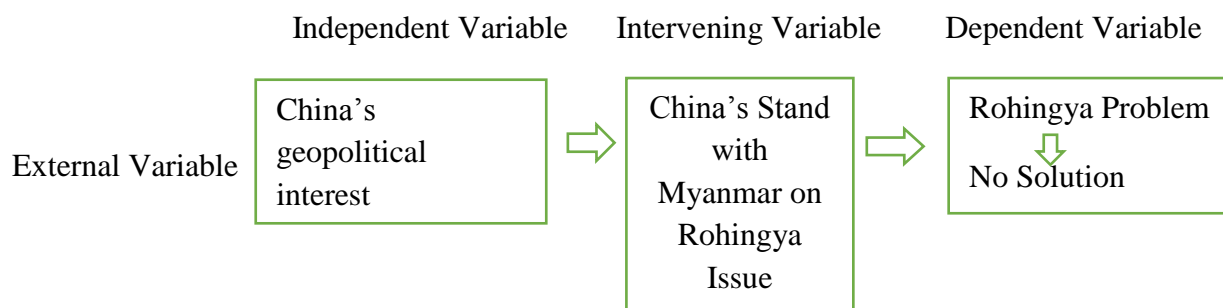 Independent Variable
Intervening Variable
Dependent Variable
External Variable
China’s
geopolitical
interest
China’s Stand
with
Myanmar on
Rohingya
Issue
Rohingya Problem
No Solution